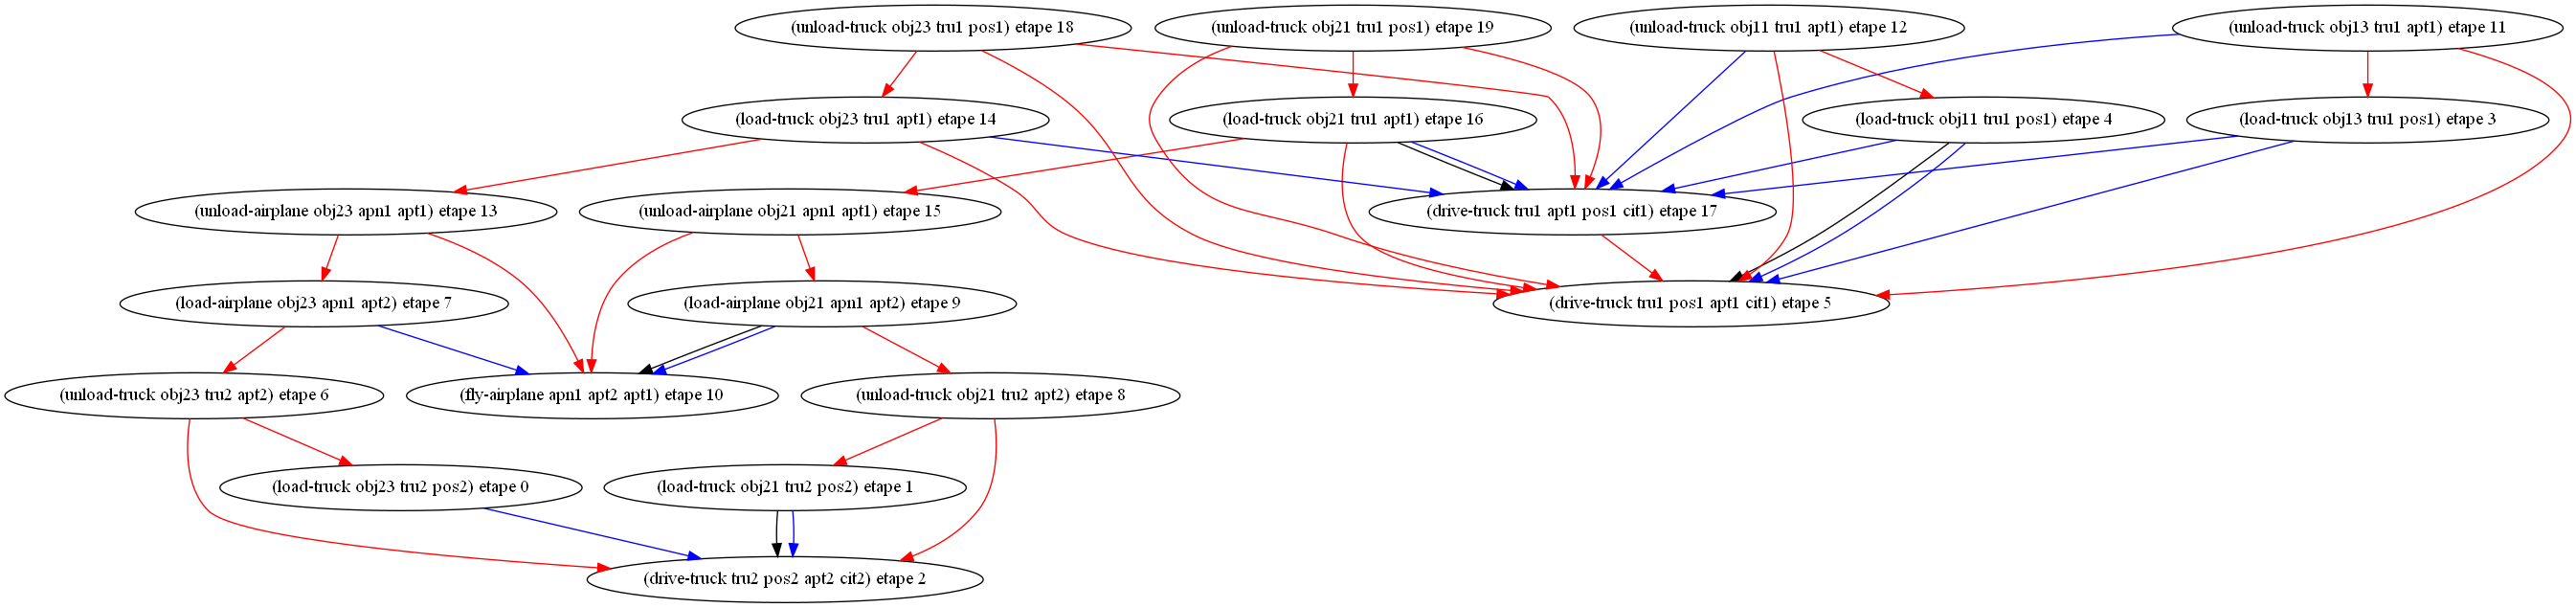 (unload-truck obj23 tru1 pos1) etape 18
(unload-truck obj21 tru1 pos1) etape 19
(unload-truck obj11 tru1 apt1) etape 12
(unload-truck obj13 tru1 apt1) etape 11
(load-truck obj23 tru1 apt1) etape 14
(load-truck obj21 tru1 apt1) etape 16
(load-truck obj11 tru1 pos1) etape 4
(load-truck obj13 tru1 pos1) etape 3
(unload-airplane obj23 apn1 apt1) etape 13
(unload-airplane obj21 apn1 apt1) etape 15
(drive-truck tru1 apt1 pos1 cit1) etape 17
(load-airplane obj23 apn1 apt2) etape 7
(load-airplane obj21 apn1 apt2) etape 9
(drive-truck tru1 pos1 apt1 cit1) etape 5
(unload-truck obj23 tru2 apt2) etape 6
(fly-airplane apn1 apt2 apt1) etape 10
(unload-truck obj21 tru2 apt2) etape 8
(load-truck obj23 tru2 pos2) etape 0
(load-truck obj21 tru2 pos2) etape 1
(drive-truck tru2 pos2 apt2 cit2) etape 2